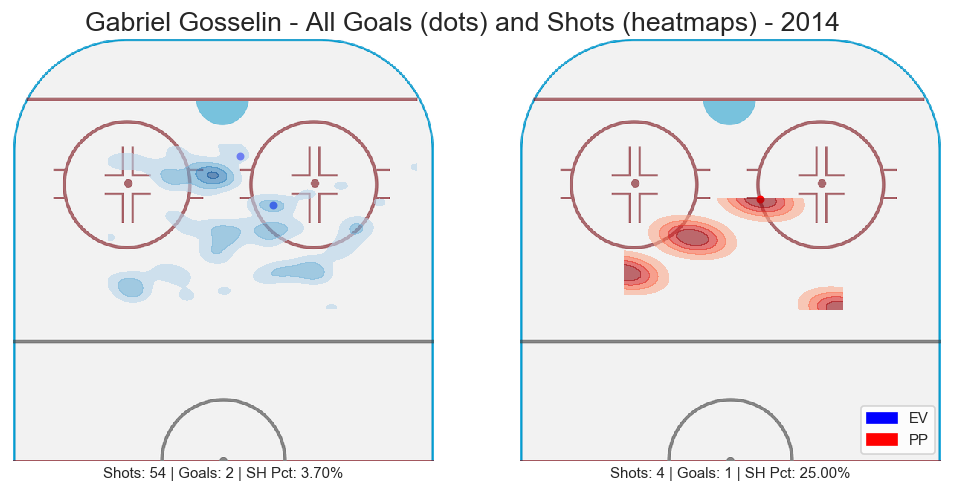 Gabriel Gosselin - All Goals (dots) and Shots (heatmaps) - 2014
EV
PP
Shots: 54 | Goals: 2 | SH Pct: 3.70%
Shots: 4 | Goals: 1 | SH Pct: 25.00%